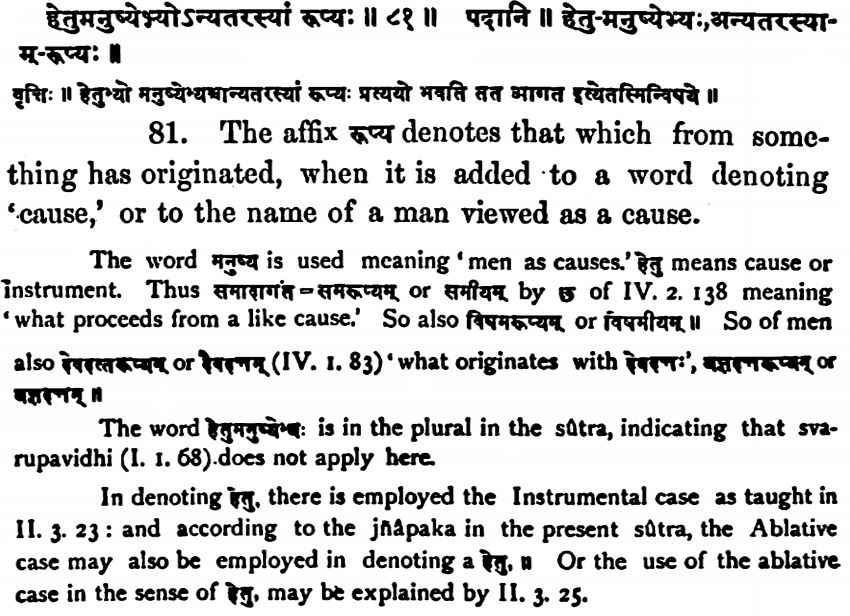 हेतुमनुष्येभ्योऽन्यतरस्यां रूप्यः ॥ ८१ ॥ पदानि ॥ हेतु-मनुष्येभ्यः,अन्यतरस्या-
म्-रूप्यः ॥
वृत्तिः ॥ हेतुभ्यो मनुष्येभ्यश्चान्यतरस्यां रूप्यः प्रत्ययो भवति तत आगत इत्येतस्मिन्विषये ॥
81. The affix रूप्य denotes that which from some-
thing has originated, when it is added to a word denoting
'cause,' or to the name of a man viewed as a cause.
The word मनुष्य is used meaning 'men as causes.' हेतु means cause or
instrument. Thus समादागतं = समरूप्यम् or समीयम् by छ of IV. 2. 138 meaning
'what proceeds from a like cause.' So also विषमरूप्यम् or विषमीयम् ॥ So of men
also देवदत्तरूप्यम् or दैवदत्तम् (IV. 1. 83) 'what originates with देवदत्तः', यज्ञदत्तरूप्यम् or
याज्ञदत्तम् ॥
The word हेतुमनुष्येभ्यः is in the plural in the sûtra, indicating that sva-
rupavidhi (I. 1. 68) does not apply here.
In denoting हेतु, there is employed the Instrumental case as taught in
II. 3. 23 : and according to the jñâpaka in the present sûtra, the Ablative
case may also be employed in denoting a हेतु, ॥ Or the use of the ablative
case in the sense of हेतु, may be explained by II. 3. 25.